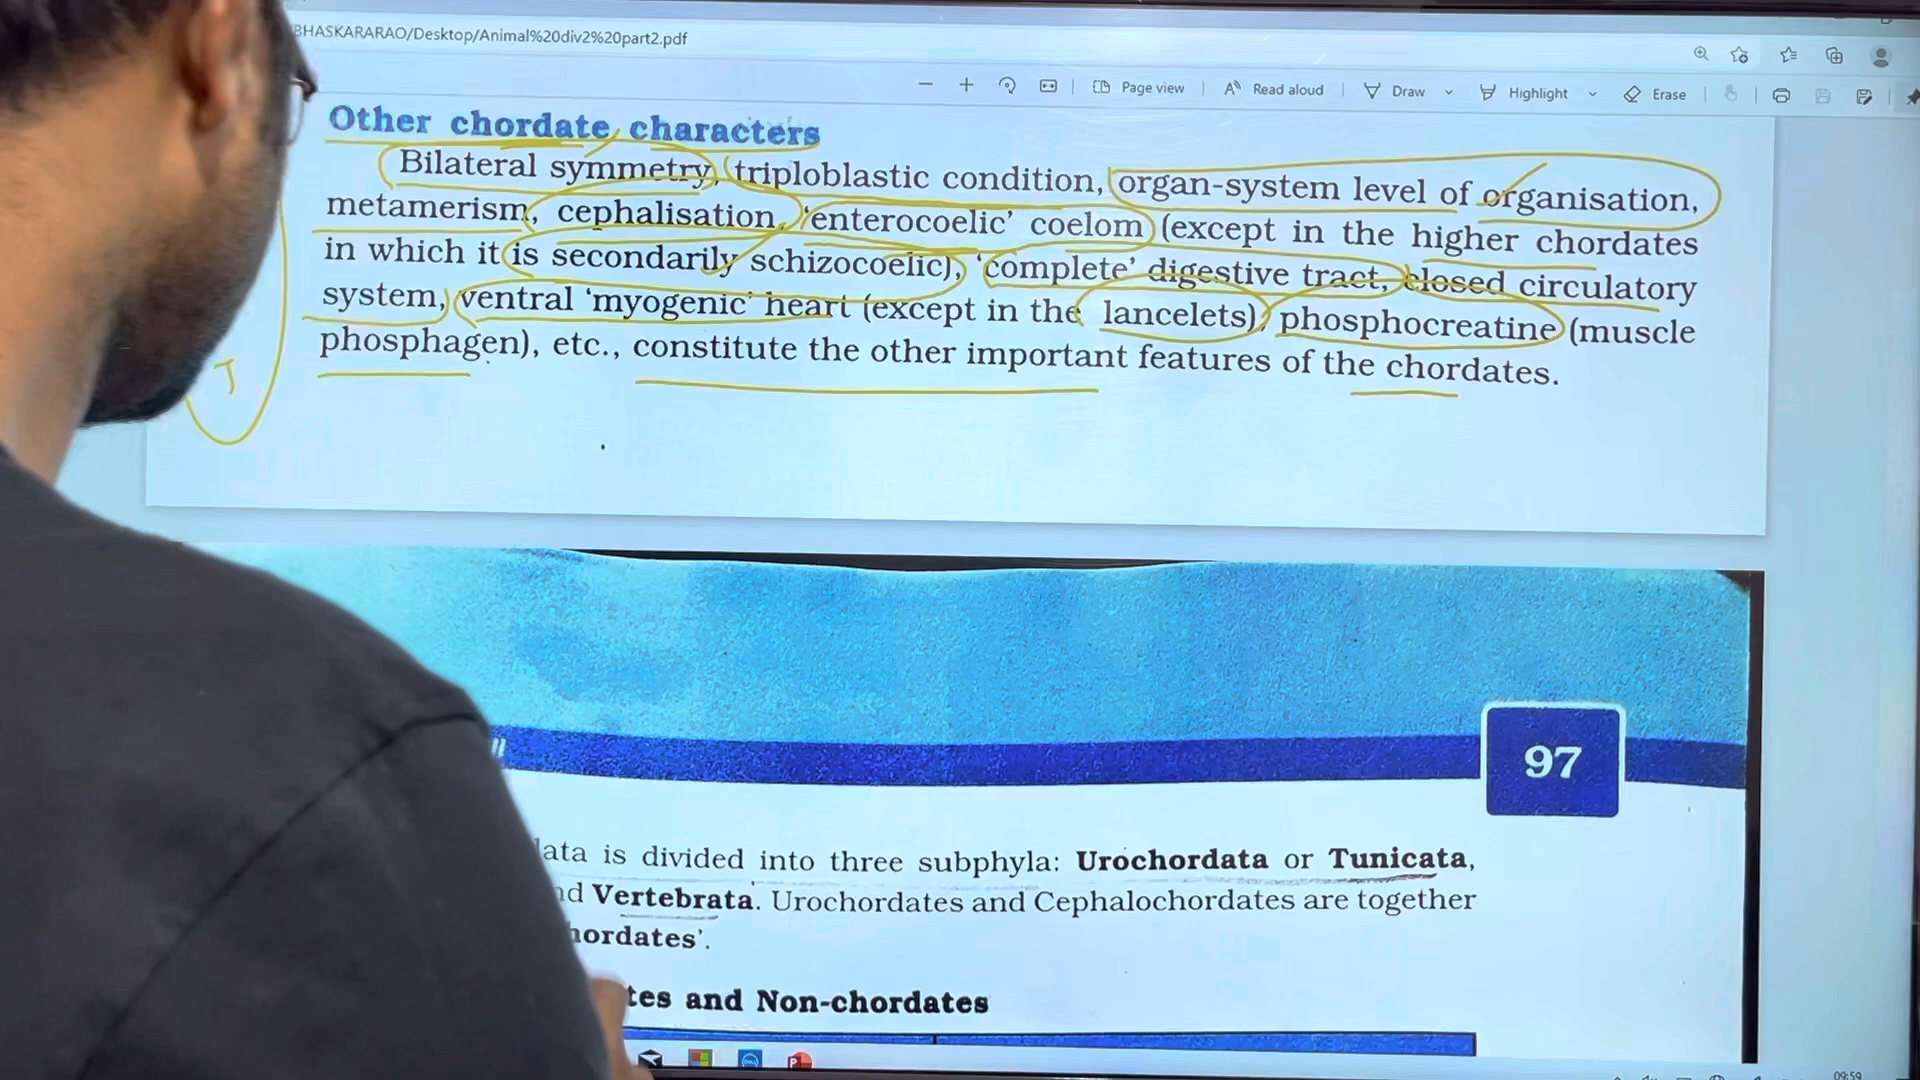 BHASKARARAO/Desktop/Animal%20div2%20part2.pdf
Page view
Read aloud
Draw
Highlight
Erase
Other chordate characters
Bilateral symmetry, triploblastic condition, organ-system level of organisation,
metamerism, cephalisation, 'enterocoelic' coelom (except in the higher chordates
in which it is secondarily schizocoelic), 'complete' digestive tract, closed circulatory
system, ventral 'myogenic' heart (except in the lancelets), phosphocreatine (muscle
phosphagen), etc., constitute the other important features of the chordates.
97
is divided into three subphyla: Urochordata or Tunicata,
Vertebrata. Urochordates and Cephalochordates are together
and Non-chordates
09:59